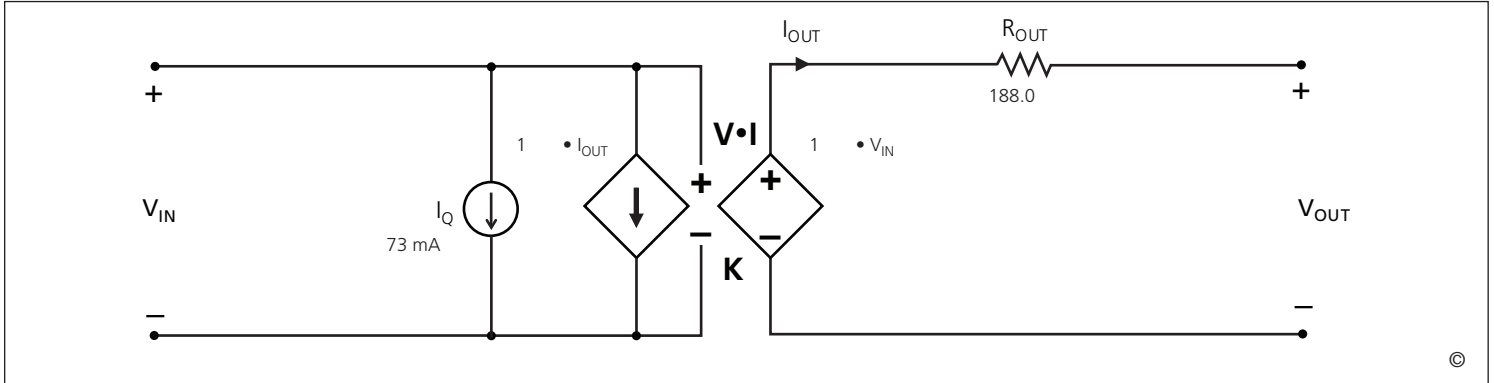 I_OUT
R_OUT
188.0
+
+
V•I
1 • I_OUT
1 • V_IN
+
+
V_IN
I_Q
73 mA
V_OUT
–
–
K
–
–
©